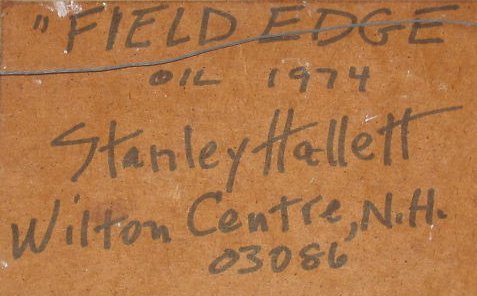 "FIELD EDGE
OIL 1974
Stanley Hallett
Wilton Centre, N.H.
03086